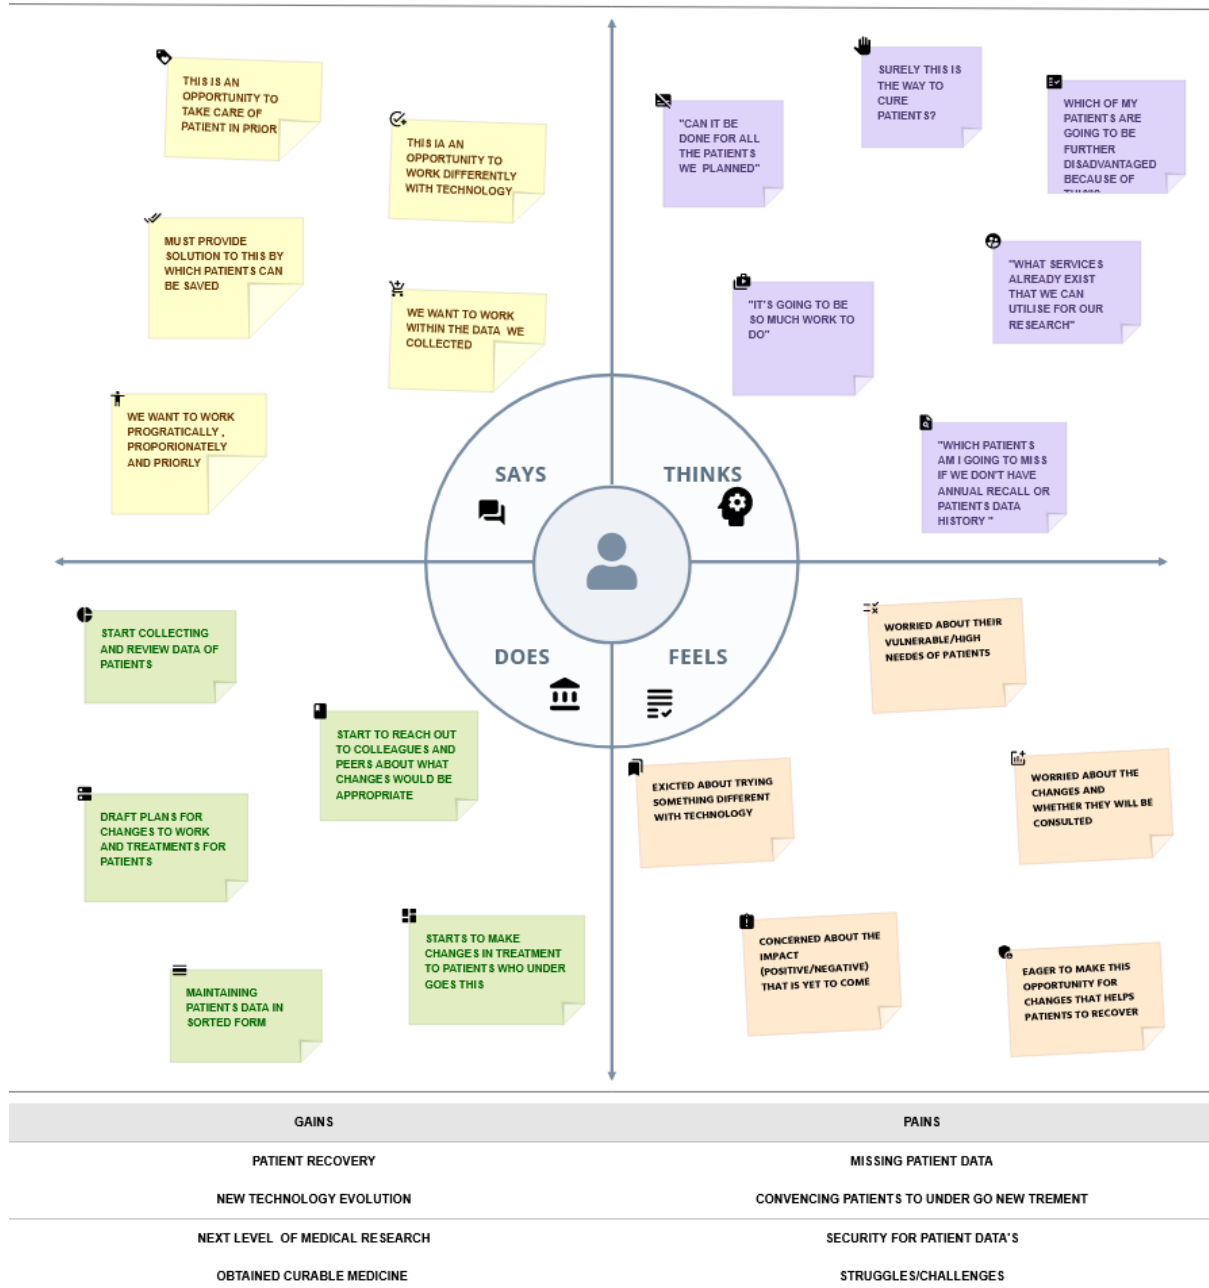 THIS IS AN
OPPORTUNITY TO
TAKE CARE OF
PATIENT IN PRIOR
THIS IA AN
OPPORTUNITY TO
WORK DIFFERENTLY
WITH TECHNOLOGY
MUST PROVIDE
SOLUTION TO THIS BY
WHICH PATIENTS CAN
BE SAVED
WE WANT TO WORK
WITHIN THE DATA WE
COLLECTED
WE WANT TO WORK
PROGRATICALLY ,
PROPORIONATELY
AND PRIORLY
"CAN IT BE
DONE FOR ALL
THE PATIENTS
WE PLANNED"
SURELY THIS IS
THE WAY TO
CURE
PATIENTS?
WHICH OF MY
PATIENTS ARE
GOING TO BE
FURTHER
DISADVANTAGED
BECAUSE OF
"IT'S GOING TO BE
SO MUCH WORK TO
DO"
"WHAT SERVICES
ALREADY EXIST
THAT WE CAN
UTILISE FOR OUR
RESEARCH"
"WHICH PATIENTS
AM I GOING TO MISS
IF WE DON'T HAVE
ANNUAL RECALL OR
PATIENTS DATA
HISTORY "
SAYS
THINKS
DOES
FEELS
START COLLECTING
AND REVIEW DATA OF
PATIENTS
START TO REACH OUT
TO COLLEAGUES AND
PEERS ABOUT WHAT
CHANGES WOULD BE
APPROPRIATE
DRAFT PLANS FOR
CHANGES TO WORK
AND TREATMENTS FOR
PATIENTS
STARTS TO MAKE
CHANGES IN TREATMENT
TO PATIENTS WHO UNDER
GOES THIS
MAINTAINING
PATIENTS DATA IN
SORTED FORM
WORRIED ABOUT THEIR
VULNERABLE/HIGH
NEEDES OF PATIENTS
EXICTED ABOUT TRYING
SOMETHING DIFFERENT
WITH TECHNOLOGY
WORRIED ABOUT THE
CHANGES AND
WHETHER THEY WILL BE
CONSULTED
CONCERNED ABOUT THE
IMPACT
(POSITIVE/NEGATIVE)
THAT IS YET TO COME
EAGER TO MAKE THIS
OPPORTUNITY FOR
CHANGES THAT HELPS
PATIENTS TO RECOVER
GAINS
PAINS
PATIENT RECOVERY
MISSING PATIENT DATA
NEW TECHNOLOGY EVOLUTION
CONVENCING PATIENTS TO UNDER GO NEW TREMENT
NEXT LEVEL OF MEDICAL RESEARCH
SECURITY FOR PATIENT DATA'S
OBTAINED CURABLE MEDICINE
STRUGGLES/CHALLENGES